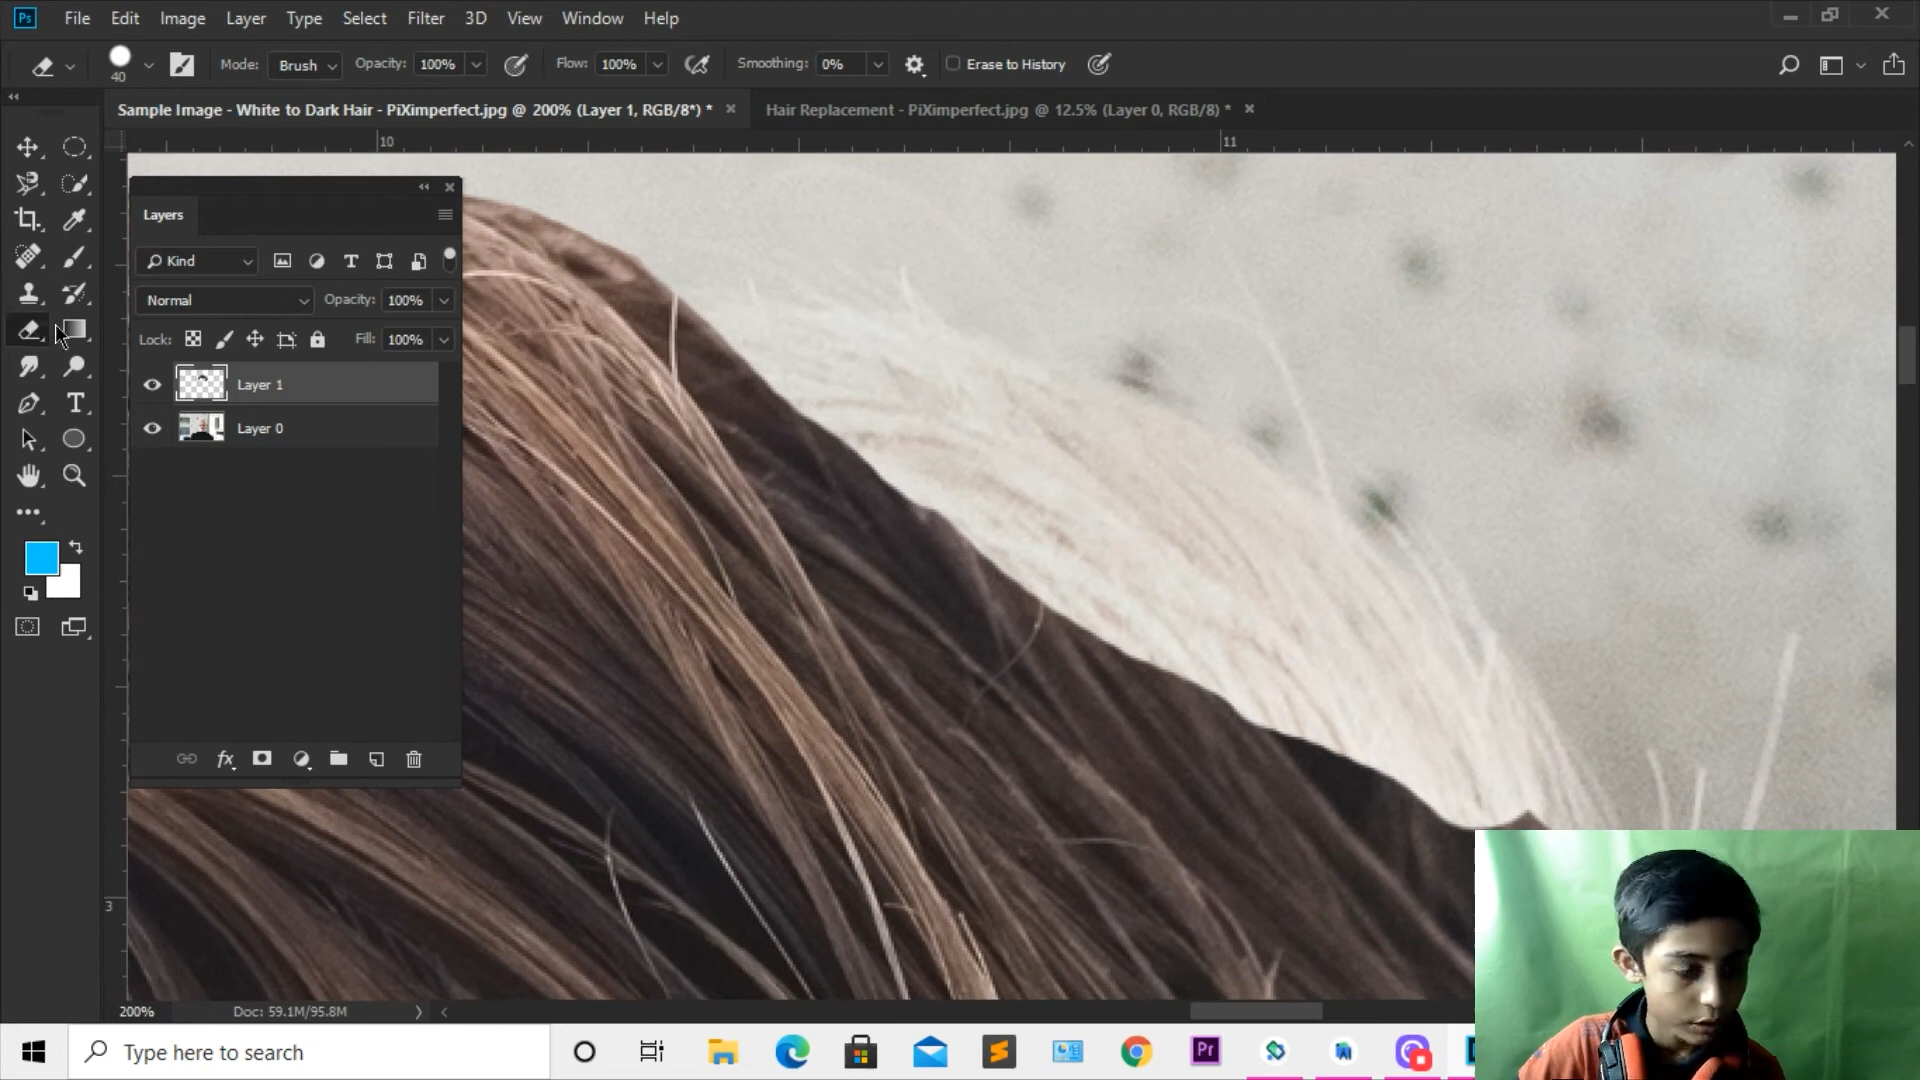 Ps File Edit Image Layer Type Select Filter 3D View Window Help
40 Mode: Brush Opacity: 100% Flow: 100% Smoothing: 0% Erase to History
Sample Image - White to Dark Hair - PiXimperfect.jpg @ 200% (Layer 1, RGB/8*) * Hair Replacement - PiXimperfect.jpg @ 12.5% (Layer 0, RGB/8) *
10 11
Layers
Kind
Normal Opacity: 100%
Lock: Fill: 100%
Layer 1
Layer 0
fx
3
200% Doc: 59.1M/95.8M
Type here to search
Pr